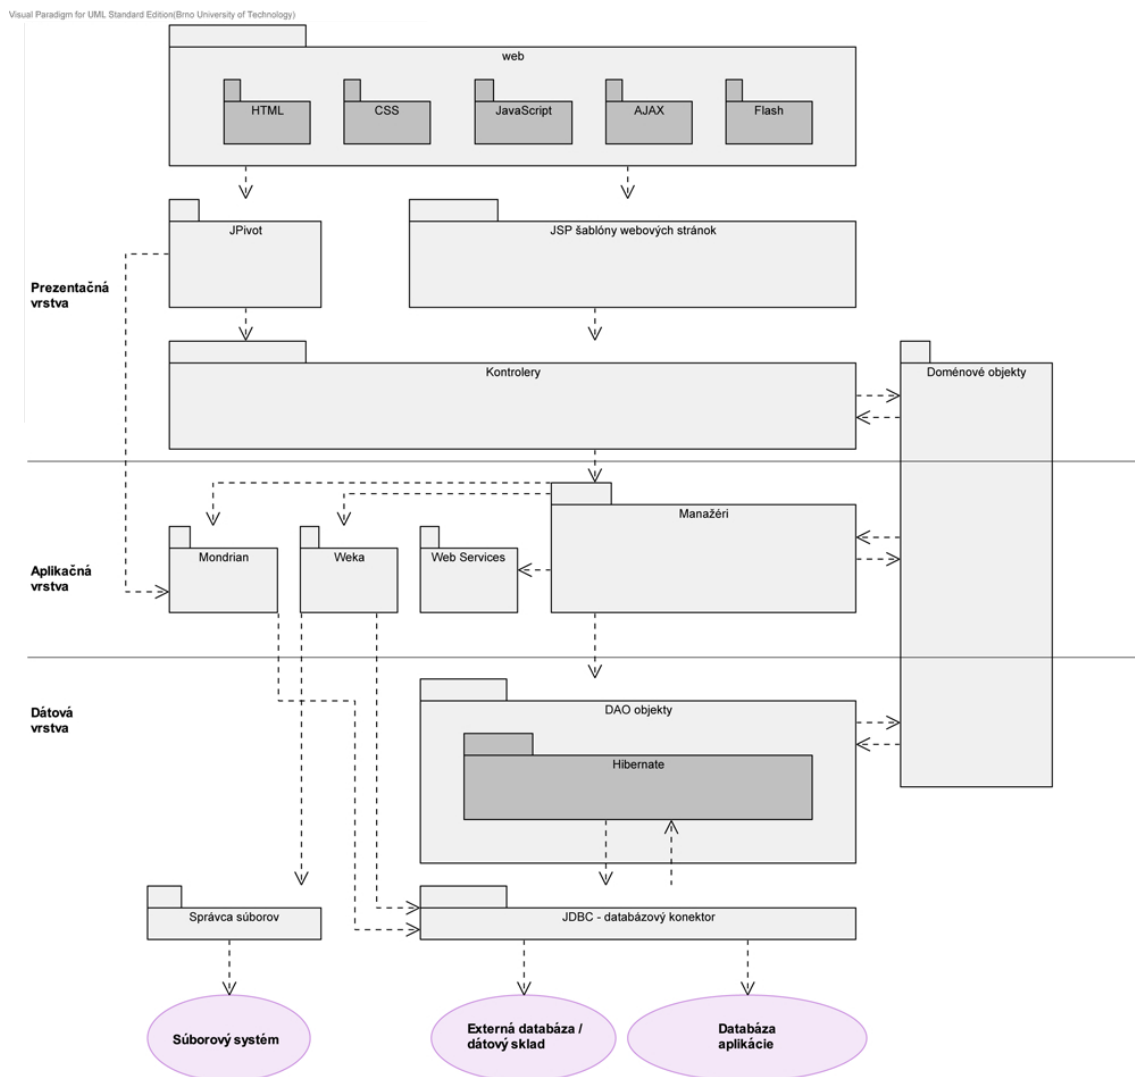 Visual Paradigm for UML Standard Edition(Brno University of Technology)
web
HTML
CSS
JavaScript
AJAX
Flash
JPivot
JSP šablóny webových stránok
Prezentačná
vrstva
Kontrolery
Doménové objekty
Manažéri
Mondrian
Weka
Web Services
Aplikačná
vrstva
Dátová
vrstva
DAO objekty
Hibernate
Správca súborov
JDBC - databázový konektor
Súborový systém
Externá databáza /
dátový sklad
Databáza
aplikácie